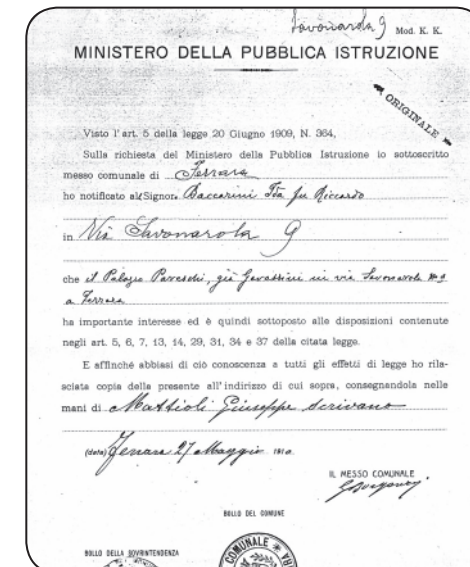 Savonarola 9 Mod. K. K.
MINISTERO DELLA PUBBLICA ISTRUZIONE
ORIGINALE
Visto l'art. 5 della legge 20 Giugno 1909, N. 364,
Sulla richiesta del Ministero della Pubblica Istruzione io sottoscritto
messo comunale di Ferrara
ho notificato al Signor. Baccarini Ida fu Riccardo
in Via Savonarola 9
che il Palazzo Pareschi, già Gavassini in via Savonarola N. 9
a Ferrara
ha importante interesse ed è quindi sottoposto alle disposizioni contenute
negli art. 5, 6, 7, 13, 14, 29, 31, 34 e 37 della citata legge.
E affinchè abbiasi di ciò conoscenza a tutti gli effetti di legge ho rila-
sciata copia della presente all'indirizzo di cui sopra, consegnandola nelle
mani di Mattioli Giuseppe scrivano
(data) Ferrara 27 Maggio 1910
IL MESSO COMUNALE
BOLLO DEL COMUNE
BOLLO DELLA SOVRINTENDENZA
COMUNALE